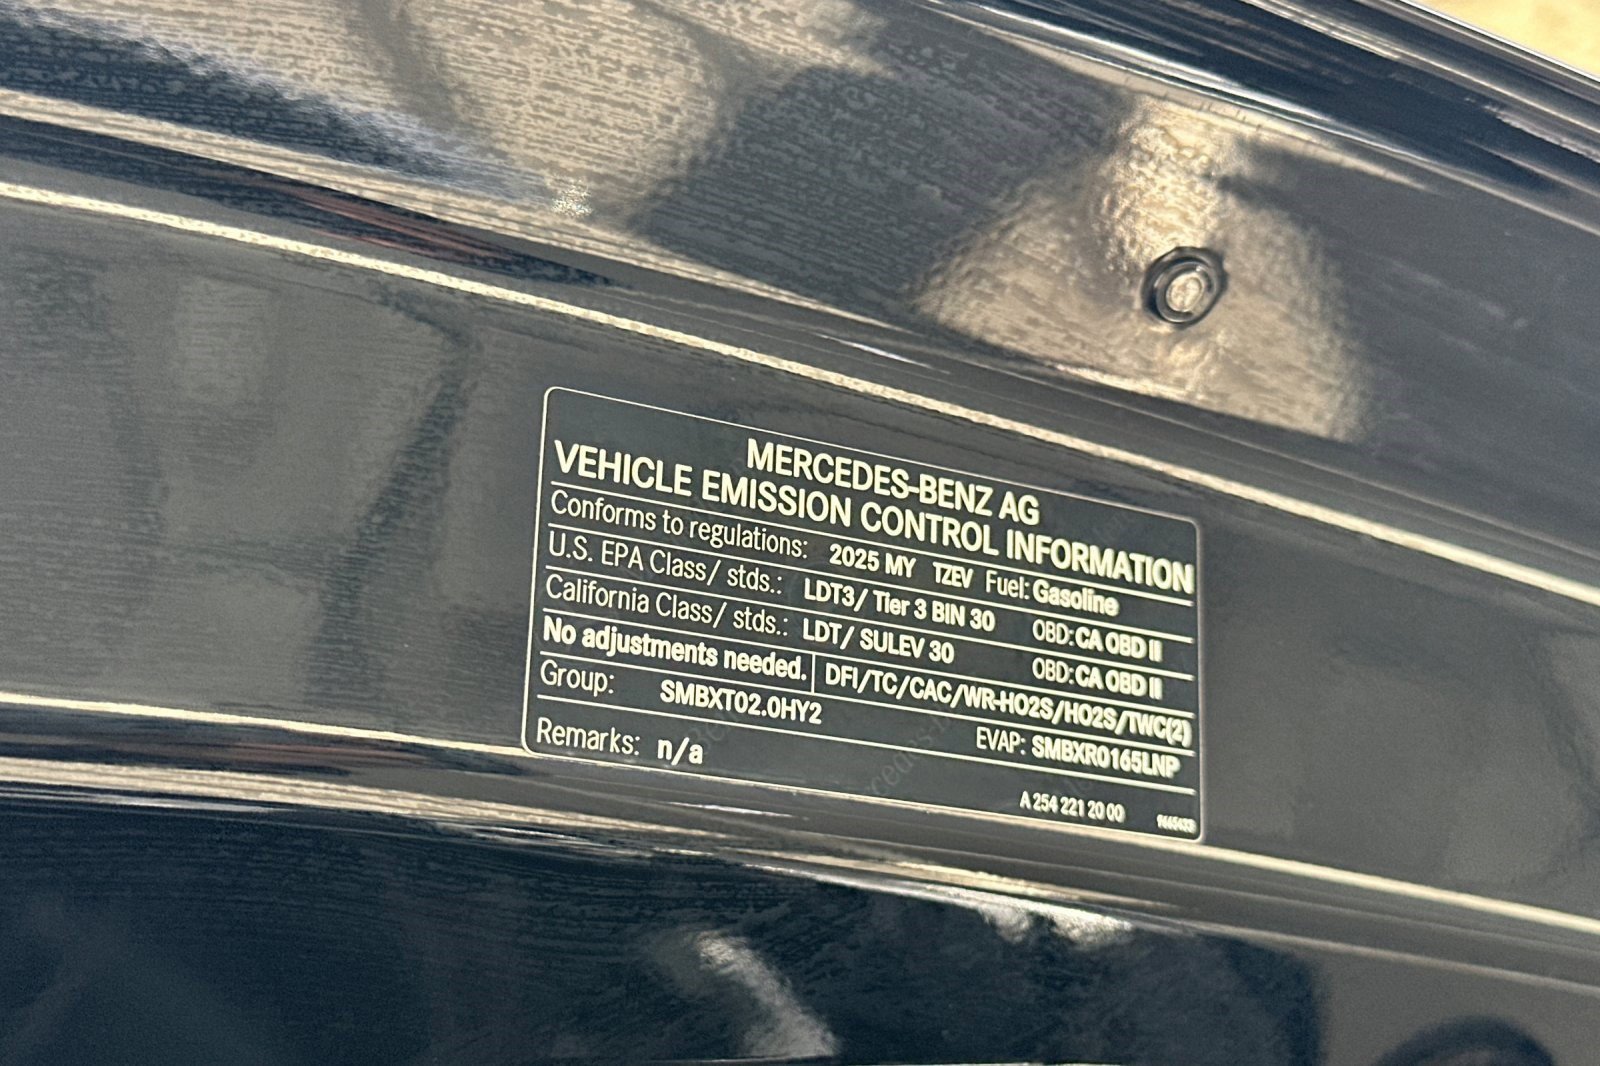 MERCEDES-BENZ AG
VEHICLE EMISSION CONTROL INFORMATION
Conforms to regulations: 2025 MY TZEV Fuel: Gasoline
U.S. EPA Class/ stds.: LDT3/ Tier 3 BIN 30 OBD: CA OBD II
California Class/ stds.: LDT/ SULEV 30 OBD: CA OBD II
No adjustments needed. DFI/TC/CAC/WR-HO2S/HO2S/TWC(2)
Group: SMBXT02.0HY2 EVAP: SMBXR0165LNP
Remarks: n/a
A 254 221 20 00